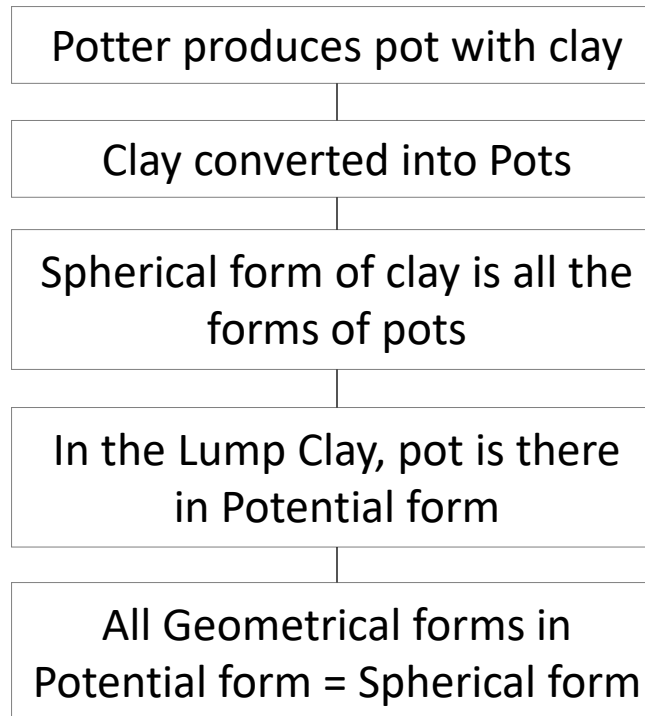 Potter produces pot with clay
Clay converted into Pots
Spherical form of clay is all the
forms of pots
In the Lump Clay, pot is there
in Potential form
All Geometrical forms in
Potential form = Spherical form